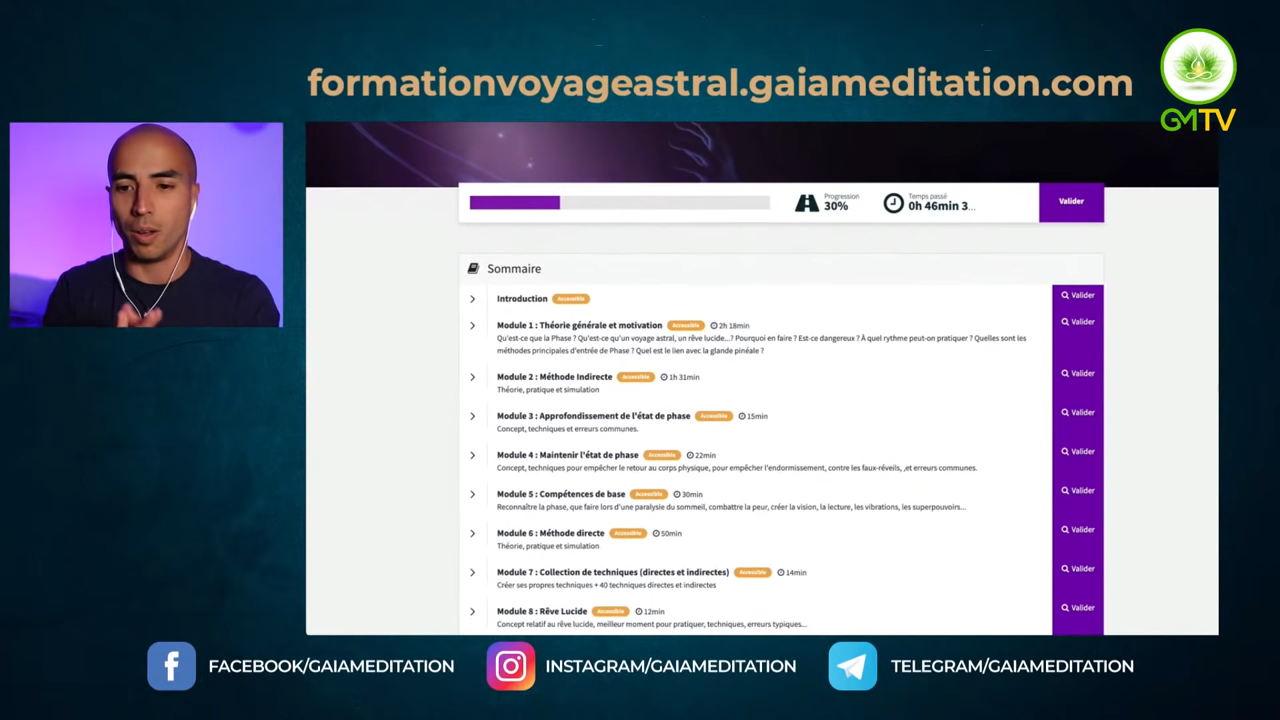 formationvoyageastral.gaiameditation.com
GMTV
Progression
30%
Temps passé
0h 46min 3...
Valider
Sommaire
Introduction Accessible
Valider
Module 1 : Théorie générale et motivation Accessible 2h 18min
Valider
Qu'est-ce que la Phase ? Qu'est-ce qu'un voyage astral, un rêve lucide...? Pourquoi en faire ? Est-ce dangereux ? À quel rythme peut-on pratiquer ? Quelles sont les
méthodes principales d'entrée de Phase ? Quel est le lien avec la glande pinéale ?
Module 2 : Méthode Indirecte Accessible 1h 31min
Valider
Théorie, pratique et simulation
Module 3 : Approfondissement de l'état de phase Accessible 15min
Valider
Concept, techniques et erreurs communes.
Module 4 : Maintenir l'état de phase Accessible 22min
Valider
Concept, techniques pour empêcher le retour au corps physique, pour empêcher l'endormissement, contre les faux-réveils, ,et erreurs communes.
Module 5 : Compétences de base Accessible 30min
Valider
Reconnaître la phase, que faire lors d'une paralysie du sommeil, combattre la peur, créer la vision, la lecture, les vibrations, les superpouvoirs...
Module 6 : Méthode directe Accessible 50min
Valider
Théorie, pratique et simulation
Module 7 : Collection de techniques (directes et indirectes) Accessible 14min
Valider
Créer ses propres techniques + 40 techniques directes et indirectes
Module 8 : Rêve Lucide Accessible 12min
Valider
Concept relatif au rêve lucide, meilleur moment pour pratiquer, techniques, erreurs typiques...
FACEBOOK/GAIAMEDITATION
INSTAGRAM/GAIAMEDITATION
TELEGRAM/GAIAMEDITATION